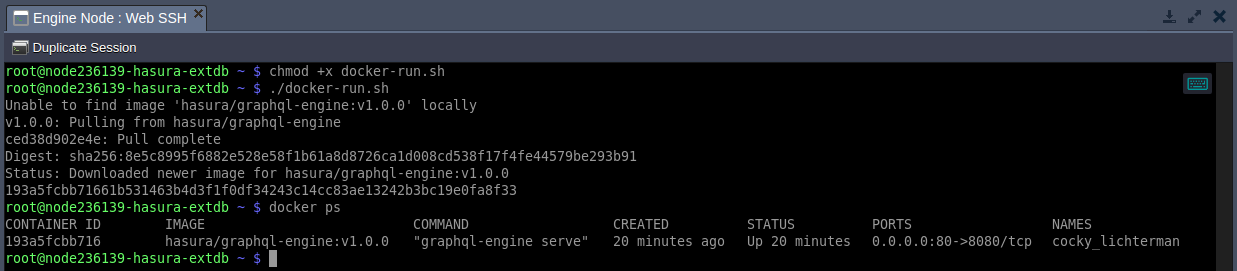 Engine Node : Web SSH
Duplicate Session
root@node236139-hasura-extdb ~ $ chmod +x docker-run.sh
root@node236139-hasura-extdb ~ $ ./docker-run.sh
Unable to find image 'hasura/graphql-engine:v1.0.0' locally
v1.0.0: Pulling from hasura/graphql-engine
ced38d902e4e: Pull complete
Digest: sha256:8e5c8995f6882e528e58f1b61a8d8726ca1d008cd538f17f4fe44579be293b91
Status: Downloaded newer image for hasura/graphql-engine:v1.0.0
193a5fcbb71661b531463b4d3f1f0df34243c14cc83ae13242b3bc19e0fa8f33
root@node236139-hasura-extdb ~ $ docker ps
CONTAINER ID IMAGE COMMAND CREATED STATUS PORTS NAMES
193a5fcbb716 hasura/graphql-engine:v1.0.0 "graphql-engine serve" 20 minutes ago Up 20 minutes 0.0.0.0:80->8080/tcp cocky_lichterman
root@node236139-hasura-extdb ~ $